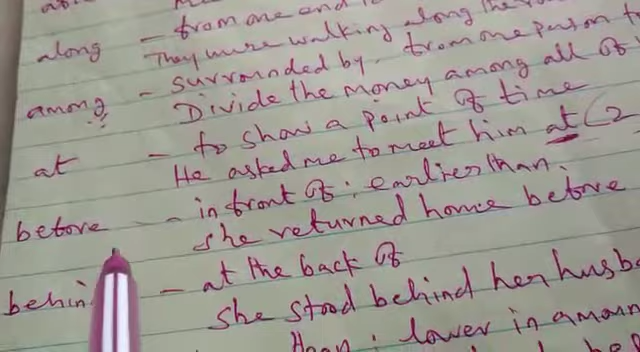 along - from one end
They were walking along the
among - surrounded by, from one person to
Divide the money among all of
at - to show a point of time
He asked me to meet him at (2
before - in front of; earlier than.
She returned home before
behin - at the back of
She stood behind her husb
lower in amoun